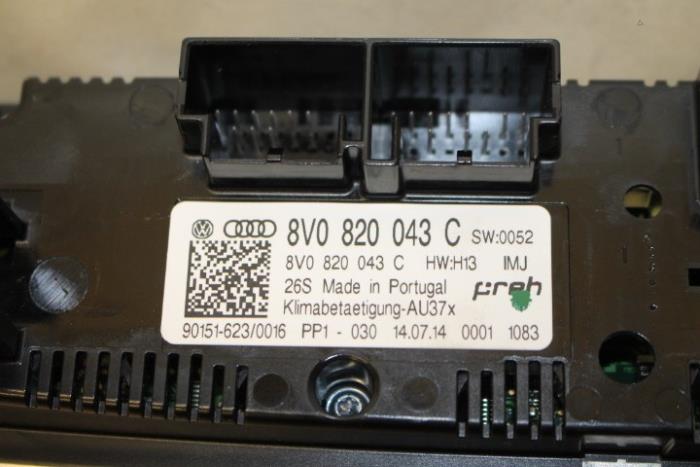 8V0 820 043 C SW:0052
8V0 820 043 C HW:H13 IMJ
26S Made in Portugal preh
Klimabetaetigung-AU37x
90151-623/0016 PP1 - 030 14.07.14 0001 1083